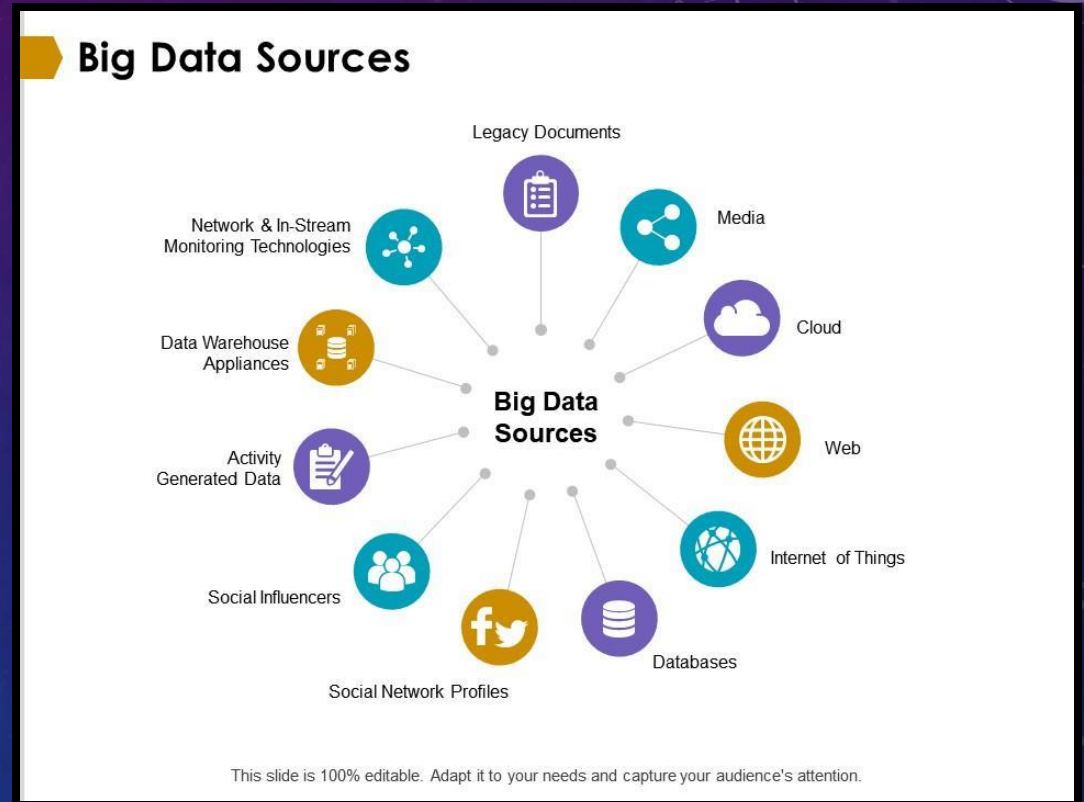 Big Data Sources
Legacy Documents
Media
Cloud
Web
Internet of Things
Databases
Social Network Profiles
Social Influencers
Activity
Generated Data
Data Warehouse
Appliances
Network & In-Stream
Monitoring Technologies
Big Data
Sources
This slide is 100% editable. Adapt it to your needs and capture your audience's attention.